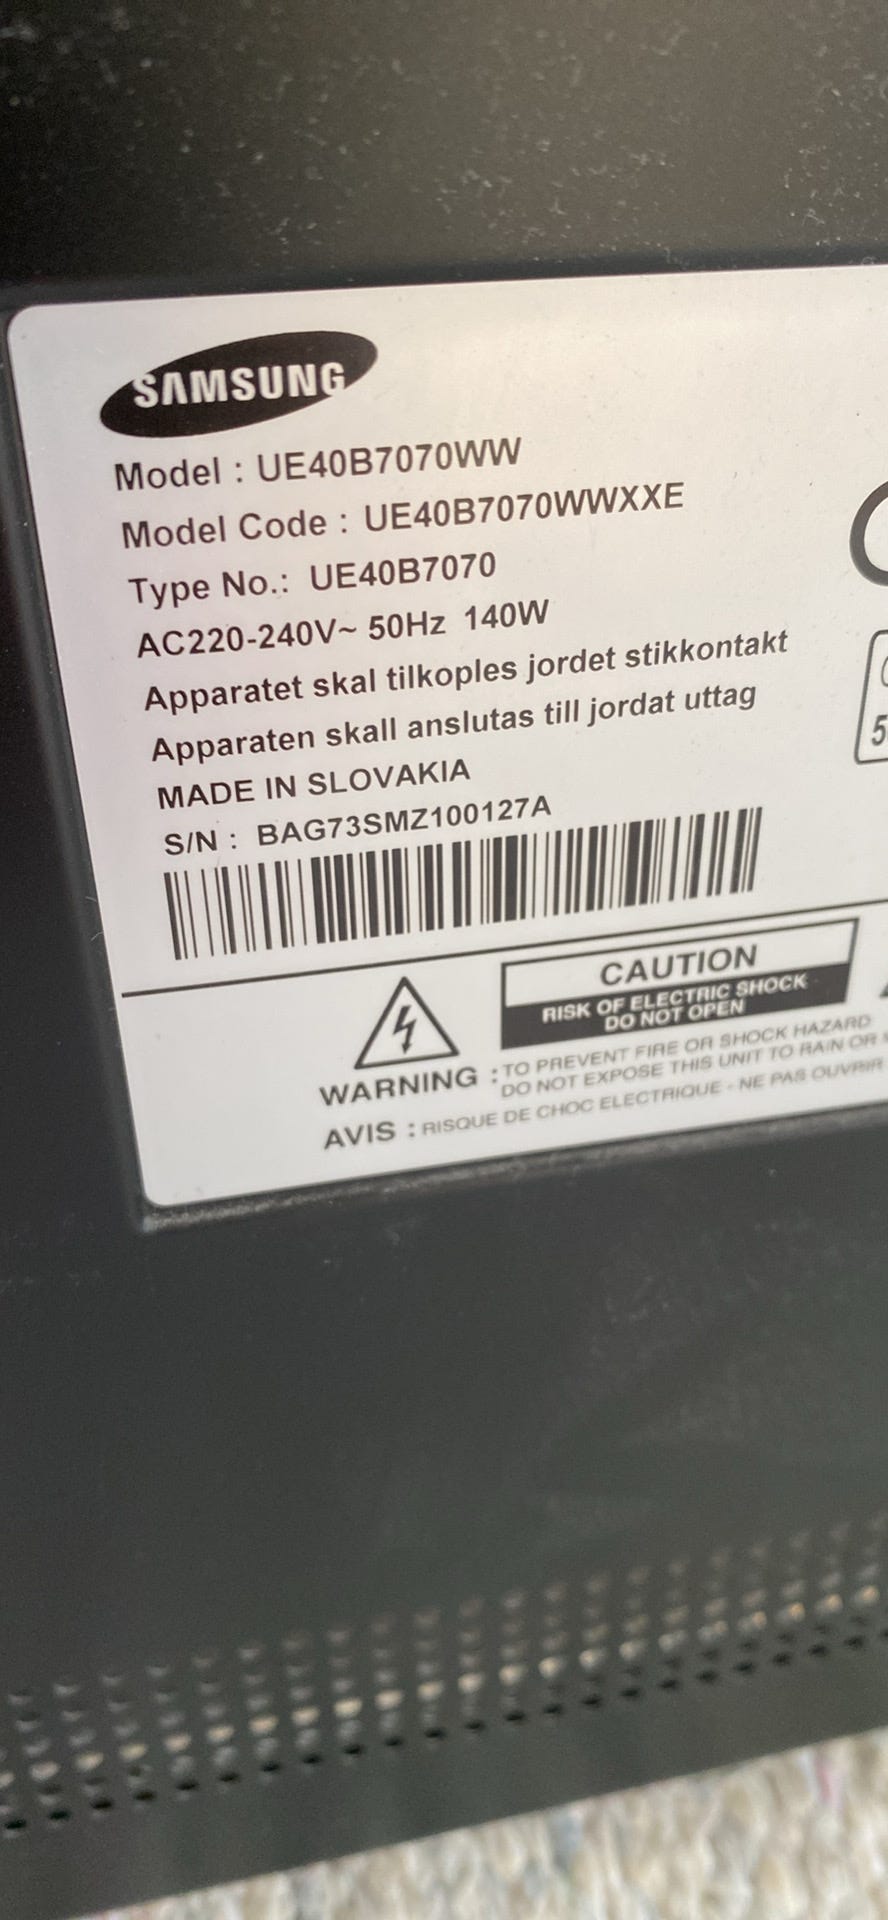 SAMSUNG
Model : UE40B7070WW
Model Code : UE40B7070WWXXE
Type No.: UE40B7070
AC220-240V~ 50Hz 140W
Apparatet skal tilkoples jordet stikkontakt
Apparaten skall anslutas till jordat uttag
MADE IN SLOVAKIA
S/N : BAG73SMZ100127A
CAUTION
RISK OF ELECTRIC SHOCK
DO NOT OPEN
WARNING : TO PREVENT FIRE OR SHOCK HAZARD
DO NOT EXPOSE THIS UNIT TO RAIN OR
AVIS : RISQUE DE CHOC ELECTRIQUE - NE PAS OUVRIR
5